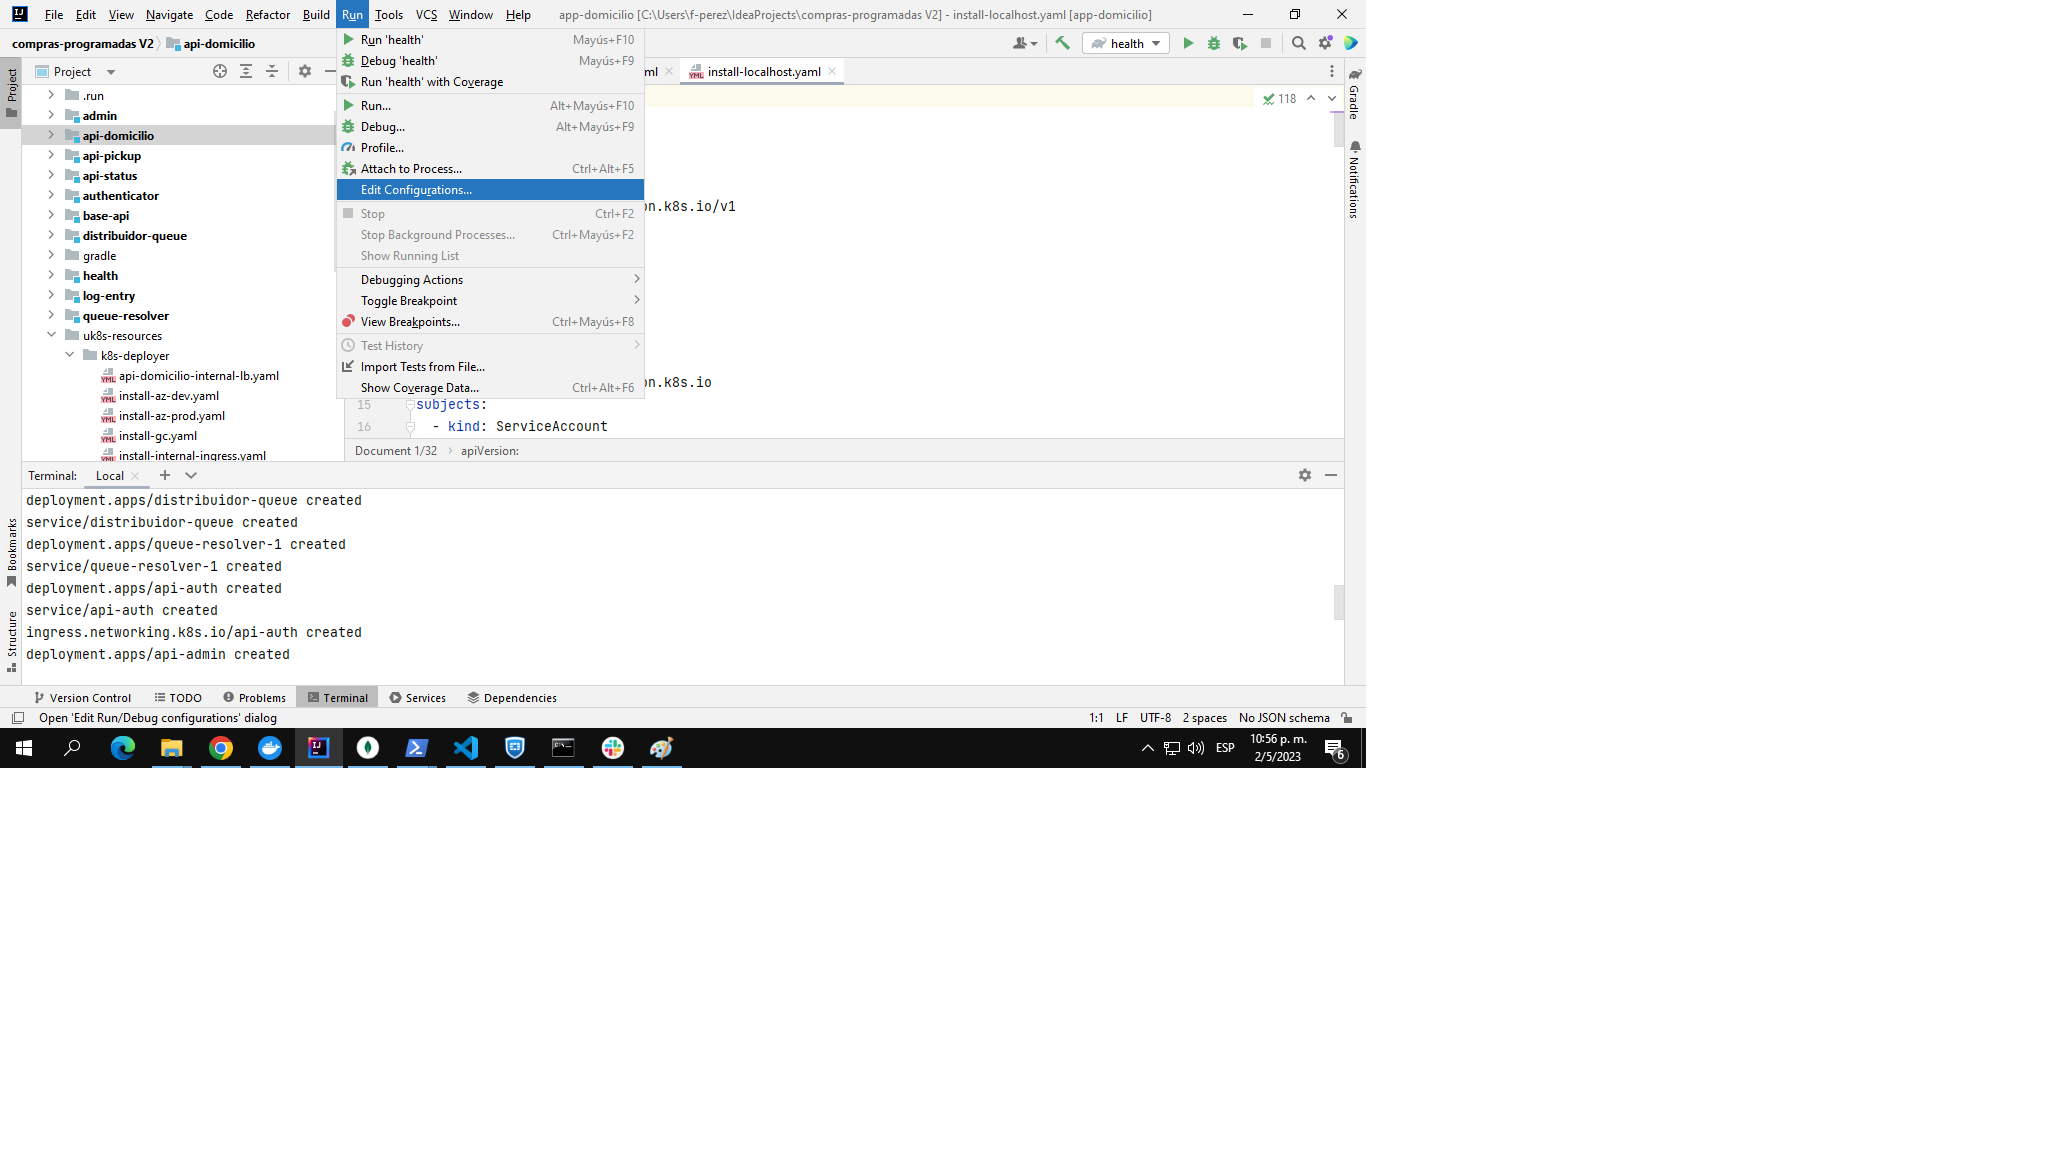 File Edit View Navigate Code Refactor Build Run Tools VCS Window Help app-domicilio [C:\Users\f-perez\IdeaProjects\compras-programadas V2] - install-localhost.yaml [app-domicilio]
compras-programadas V2 api-domicilio
health
Project
Project
ml
install-localhost.yaml
Gradle
Notifications
118
.run
admin
api-domicilio
api-pickup
api-status
authenticator
base-api
distribuidor-queue
gradle
health
log-entry
queue-resolver
uk8s-resources
k8s-deployer
api-domicilio-internal-lb.yaml
install-az-dev.yaml
install-az-prod.yaml
install-gc.yaml
install-internal-ingress.yaml
Run 'health' Mayús+F10
Debug 'health' Mayús+F9
Run 'health' with Coverage
Run... Alt+Mayús+F10
Debug... Alt+Mayús+F9
Profile...
Attach to Process... Ctrl+Alt+F5
Edit Configurations...
Stop Ctrl+F2
Stop Background Processes... Ctrl+Mayús+F2
Show Running List
Debugging Actions
Toggle Breakpoint
View Breakpoints... Ctrl+Mayús+F8
Test History
Import Tests from File...
Show Coverage Data... Ctrl+Alt+F6
on.k8s.io/v1
on.k8s.io
15 subjects:
16 - kind: ServiceAccount
Document 1/32 apiVersion:
Terminal: Local
deployment.apps/distribuidor-queue created
service/distribuidor-queue created
deployment.apps/queue-resolver-1 created
service/queue-resolver-1 created
deployment.apps/api-auth created
service/api-auth created
ingress.networking.k8s.io/api-auth created
deployment.apps/api-admin created
Bookmarks
Structure
Version Control TODO Problems Terminal Services Dependencies
Open 'Edit Run/Debug configurations' dialog 1:1 LF UTF-8 2 spaces No JSON schema
ESP
10:56 p. m.
2/5/2023
6